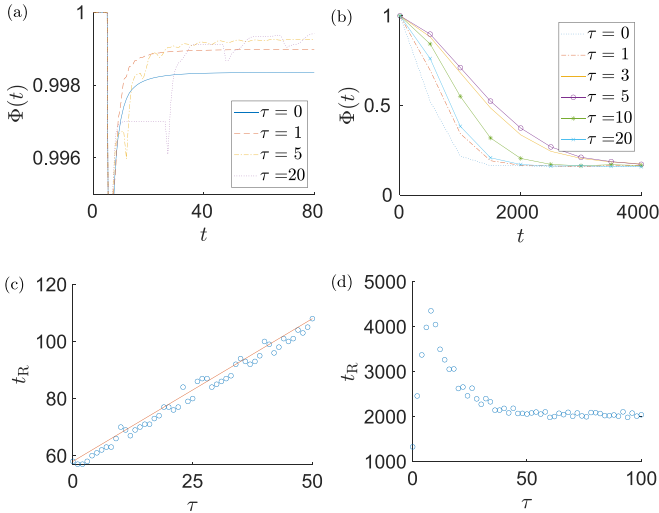 (a)
1
0.998
0.996
Φ(t)
0
40
80
t
τ = 0
τ = 1
τ = 5
τ =20
(b)
1
0.5
0
Φ(t)
0
2000
4000
t
τ = 0
τ = 1
τ = 3
τ = 5
τ = 10
τ = 20
(c)
120
100
80
60
t_R
0
25
50
τ
(d)
5000
4000
3000
2000
1000
t_R
0
50
100
τ